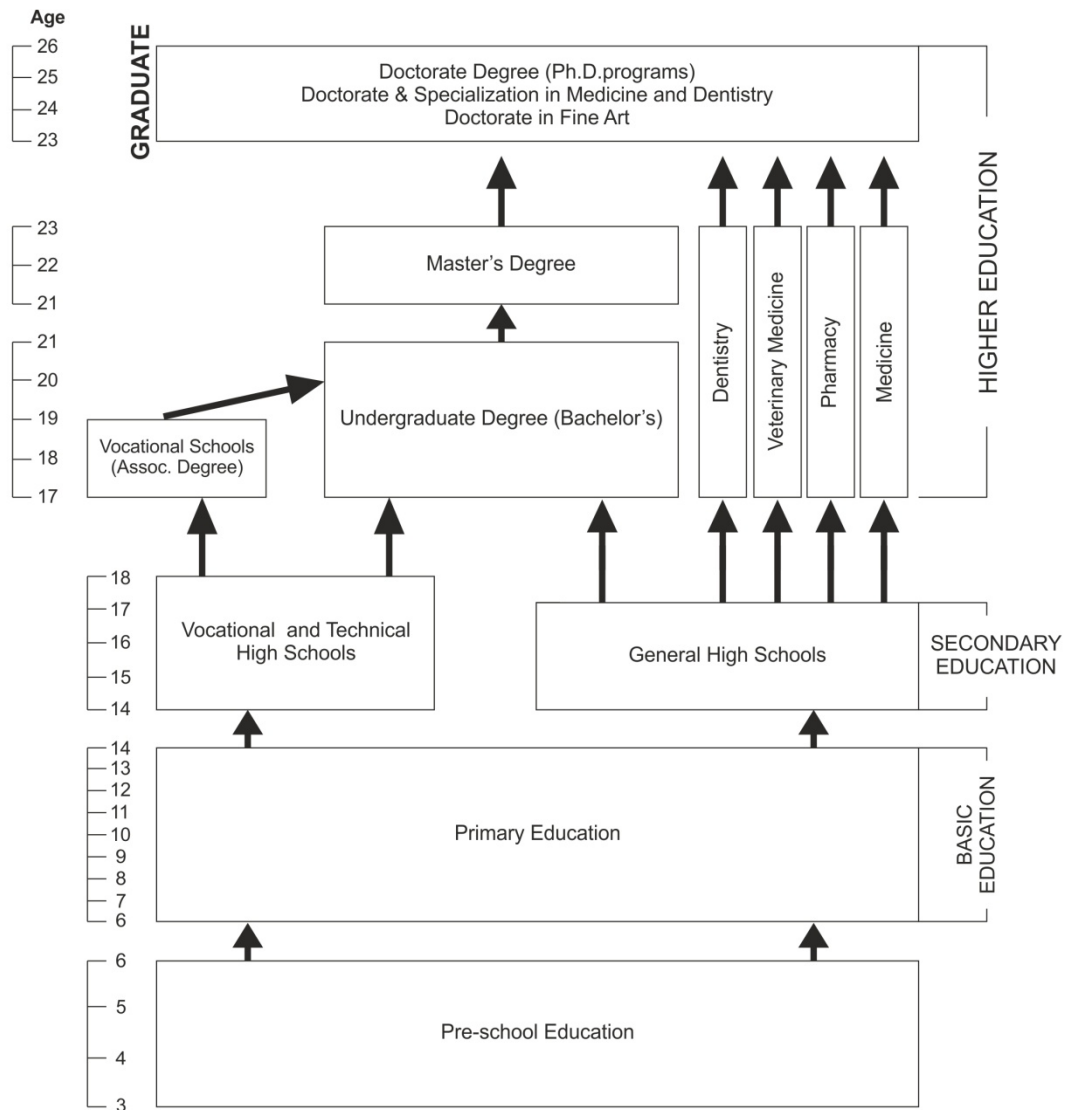 Age
26
25
24
23
GRADUATE
Doctorate Degree (Ph.D.programs)
Doctorate & Specialization in Medicine and Dentistry
Doctorate in Fine Art
HIGHER EDUCATION
23
22
21
Master's Degree
21
20
19
18
17
Undergraduate Degree (Bachelor's)
Vocational Schools
(Assoc. Degree)
Dentistry
Veterinary Medicine
Pharmacy
Medicine
18
17
16
15
14
Vocational and Technical
High Schools
General High Schools
SECONDARY
EDUCATION
14
13
12
11
10
9
8
7
6
Primary Education
BASIC
EDUCATION
6
5
4
3
Pre-school Education